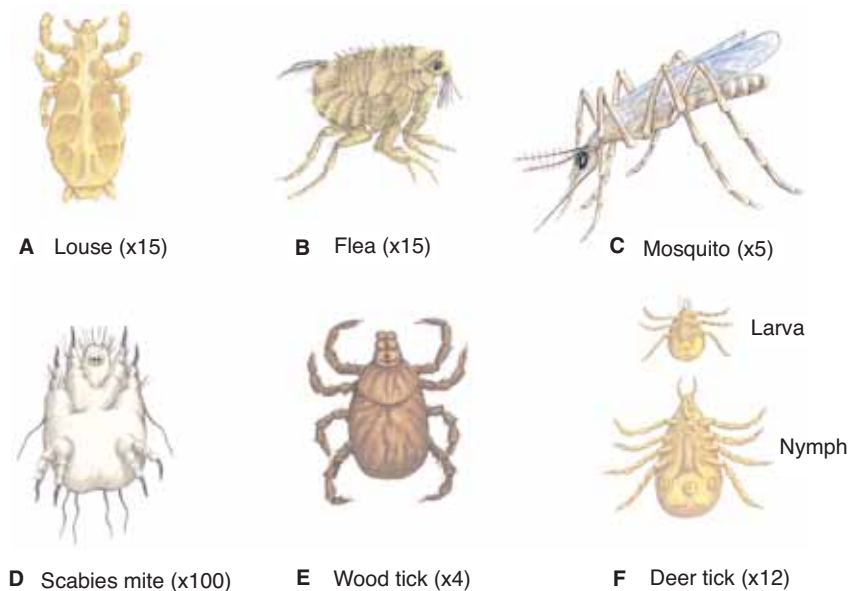 A Louse (x15)
B Flea (x15)
C Mosquito (x5)
Larva
Nymph
D Scabies mite (x100)
E Wood tick (x4)
F Deer tick (x12)